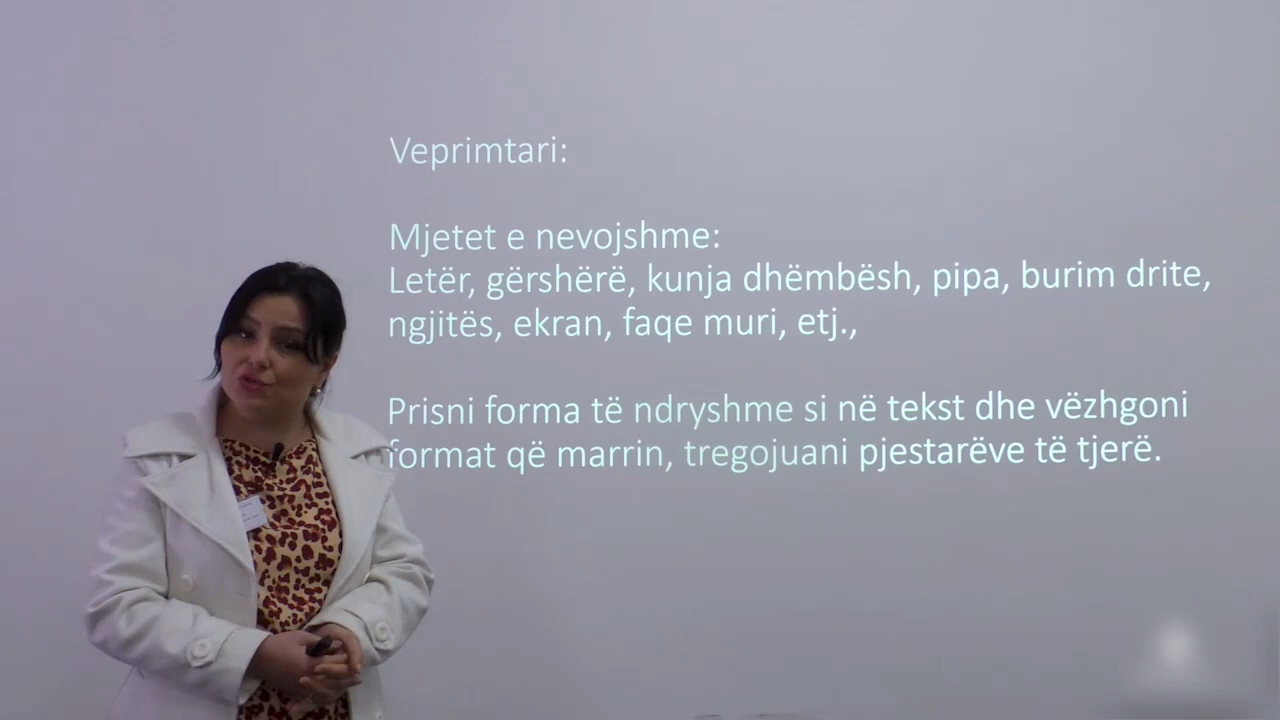 Veprimtari:
Mjetet e nevojshme:
Letër, gërshërë, kunja dhëmbësh, pipa, burim drite,
ngjitës, ekran, faqe muri, etj.,
Prisni forma të ndryshme si në tekst dhe vëzhgoni
format që marrin, tregojuani pjestarëve të tjerë.